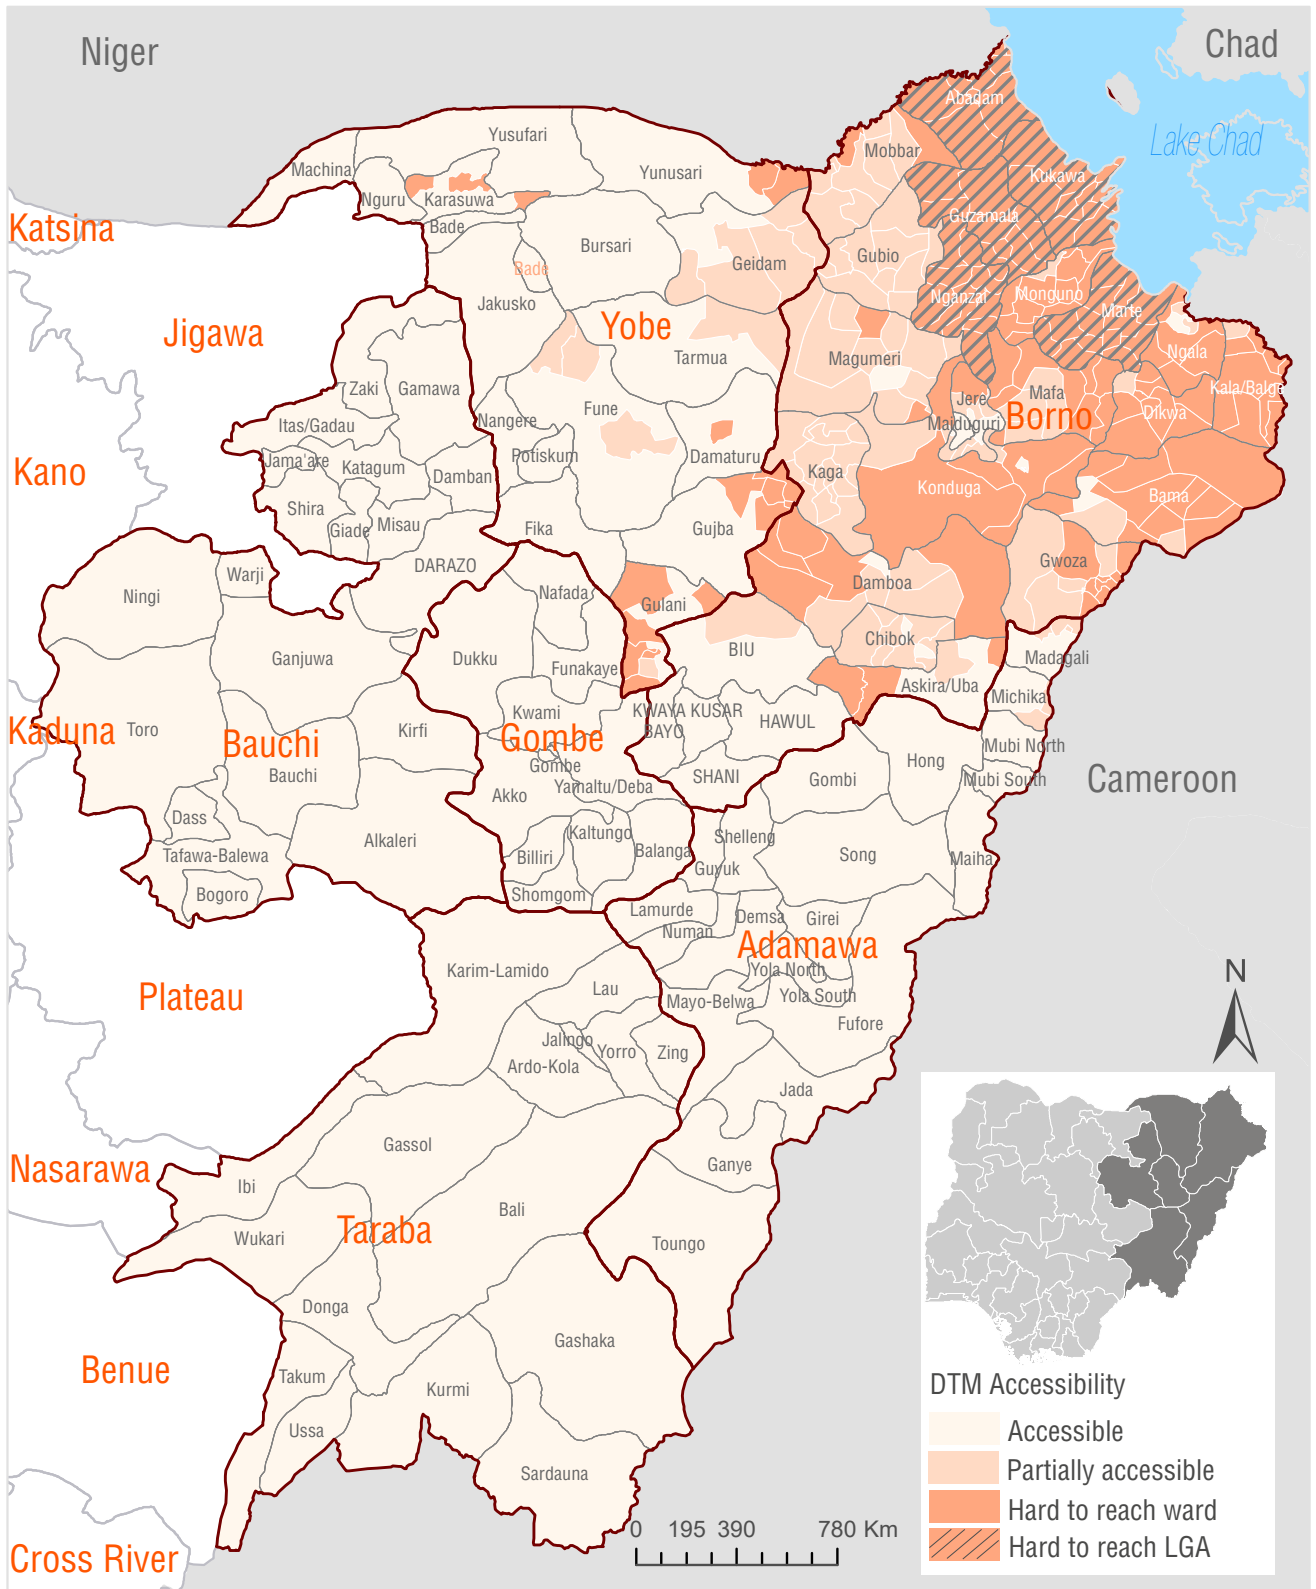 Niger
Chad
Lake Chad
Abadam
Mobbar
Kukawa
Yusufari
Machina
Yunusari
Nguru
Karasuwa
Katsina
Bade
Guzamala
Bursari
Gubio
Bade
Geidam
Nganzai
Monguno
Marte
Jakusko
Jigawa
Yobe
Tarmua
Magumeri
Ngala
Zaki
Gamawa
Mafa
Kala/Balge
Jere
Fune
Borno
Dikwa
Nangere
Itas/Gadau
Maiduguri
Potiskum
Damaturu
Jama'are
Katagum
Kano
Damban
Kaga
Konduga
Bama
Shira
Misau
Giade
Fika
Gujba
DARAZO
Gwoza
Warji
Damboa
Ningi
Nafada
Gulani
Chibok
BIU
Ganjuwa
Dukku
Funakaye
Madagali
Askira/Uba
Michika
KWAYA KUSAR
Kwami
HAWUL
BAYO
Kaduna
Toro
Kirfi
Bauchi
Gombe
Mubi North
Hong
Gombe
Bauchi
SHANI
Gombi
Mubi South
Cameroon
Yamaltu/Deba
Akko
Dass
Kaltungo
Shelleng
Alkaleri
Balanga
Song
Billiri
Tafawa-Balewa
Maiha
Guyuk
Bogoro
Shomgom
Lamurde
Demsa
Girei
Numan
Adamawa
Karim-Lamido
Yola North
N
Lau
Yola South
Mayo-Belwa
Plateau
Fufore
Jalingo
Yorro
Zing
Ardo-Kola
Jada
Gassol
Ganye
Nasarawa
Ibi
Bali
Taraba
Wukari
Toungo
Donga
Gashaka
Benue
Takum
Kurmi
Ussa
Sardauna
Cross River
0 195 390 780 Km
DTM Accessibility
Accessible
Partially accessible
Hard to reach ward
Hard to reach LGA